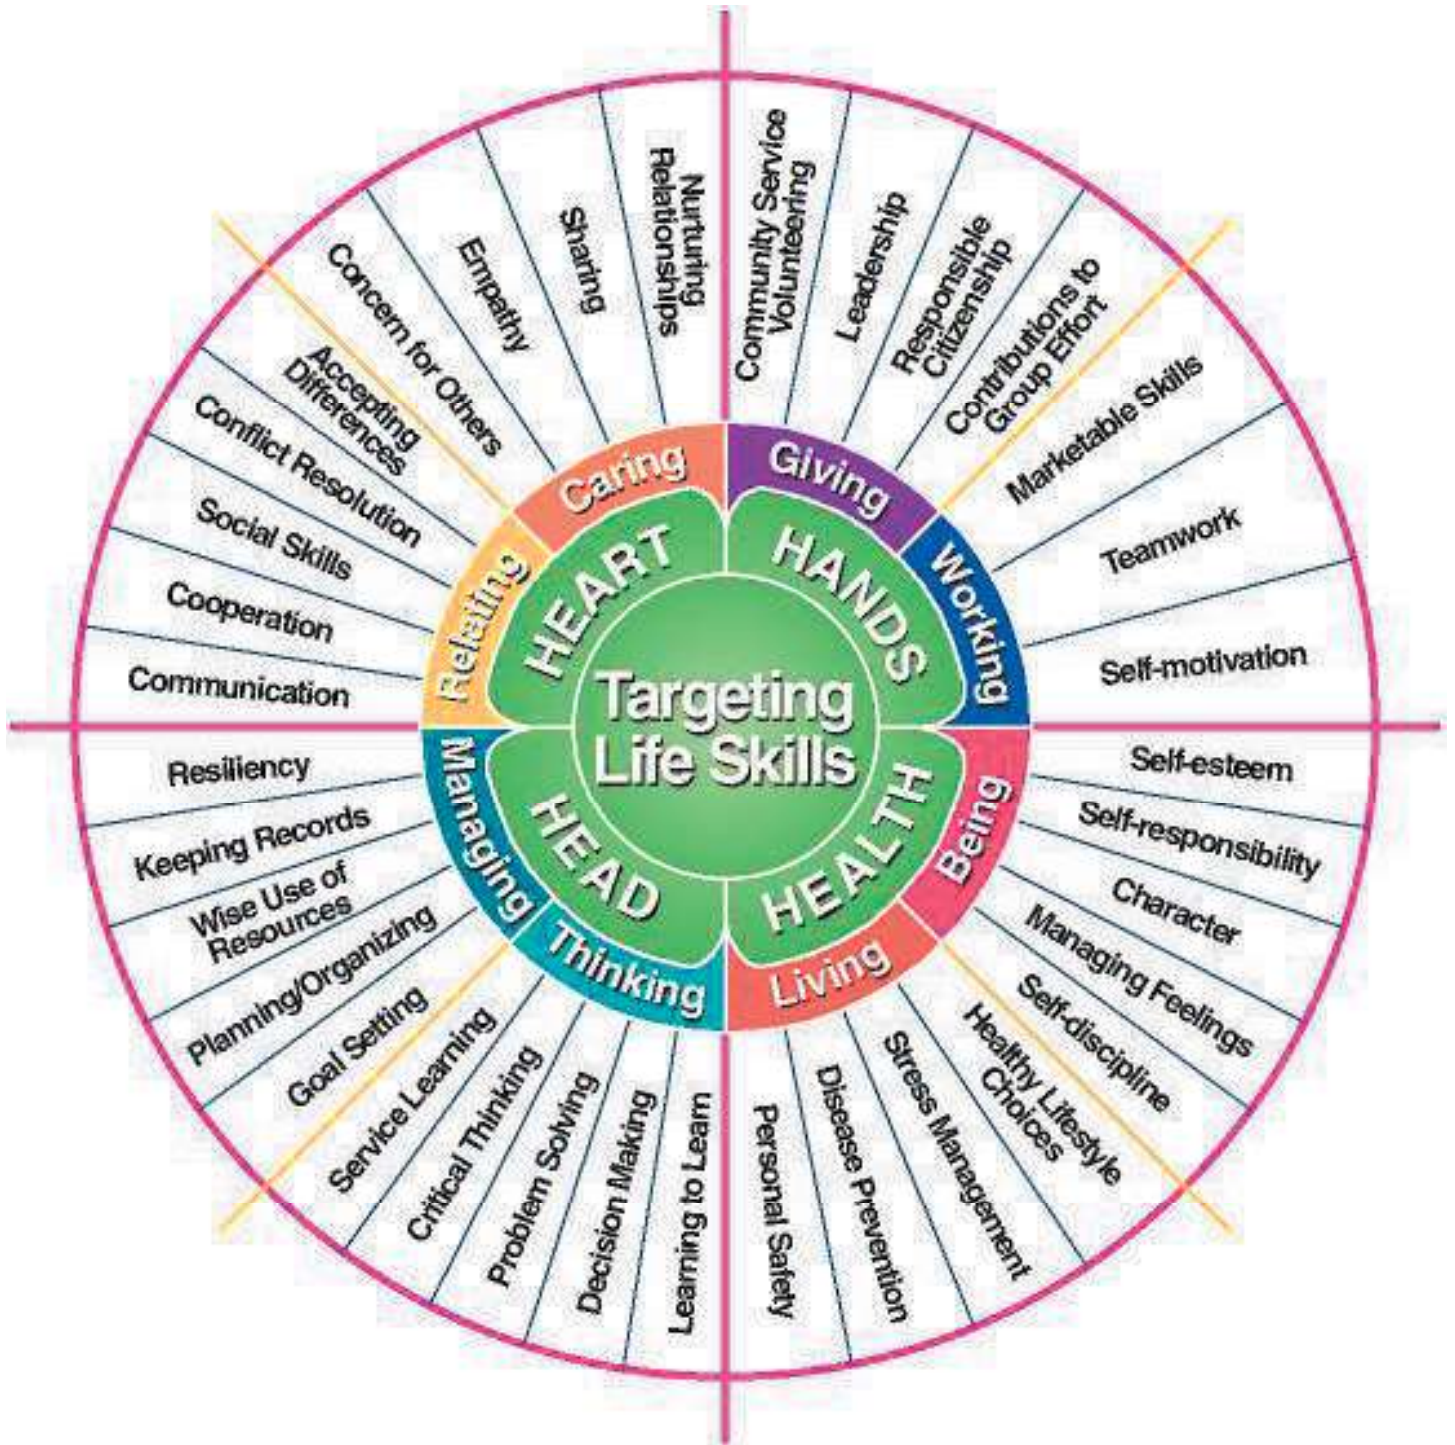 Targeting
Life Skills
HEART
HANDS
HEALTH
HEAD
Caring
Giving
Working
Being
Living
Thinking
Managing
Relating
Nurturing
Relationships
Sharing
Empathy
Concern for Others
Accepting
Differences
Conflict Resolution
Social Skills
Cooperation
Communication
Community Service
Volunteering
Leadership
Responsible
Citizenship
Contributions to
Group Effort
Marketable Skills
Teamwork
Self-motivation
Self-esteem
Self-responsibility
Character
Managing Feelings
Self-discipline
Healthy Lifestyle
Choices
Stress Management
Disease Prevention
Personal Safety
Learning to Learn
Decision Making
Problem Solving
Critical Thinking
Service Learning
Goal Setting
Planning/Organizing
Wise Use of
Resources
Keeping Records
Resiliency